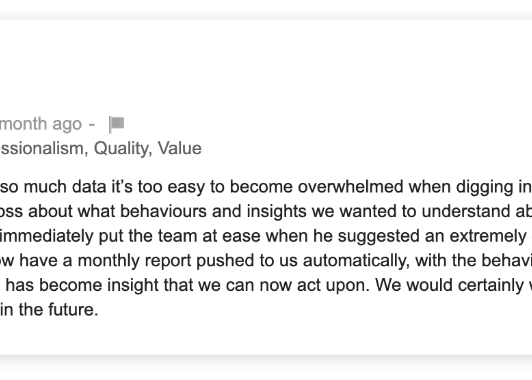 month ago -
ssionalism, Quality, Value
so much data it’s too easy to become overwhelmed when digging in
oss about what behaviours and insights we wanted to understand ab
immediately put the team at ease when he suggested an extremely
w have a monthly report pushed to us automatically, with the behavi
has become insight that we can now act upon. We would certainly w
in the future.